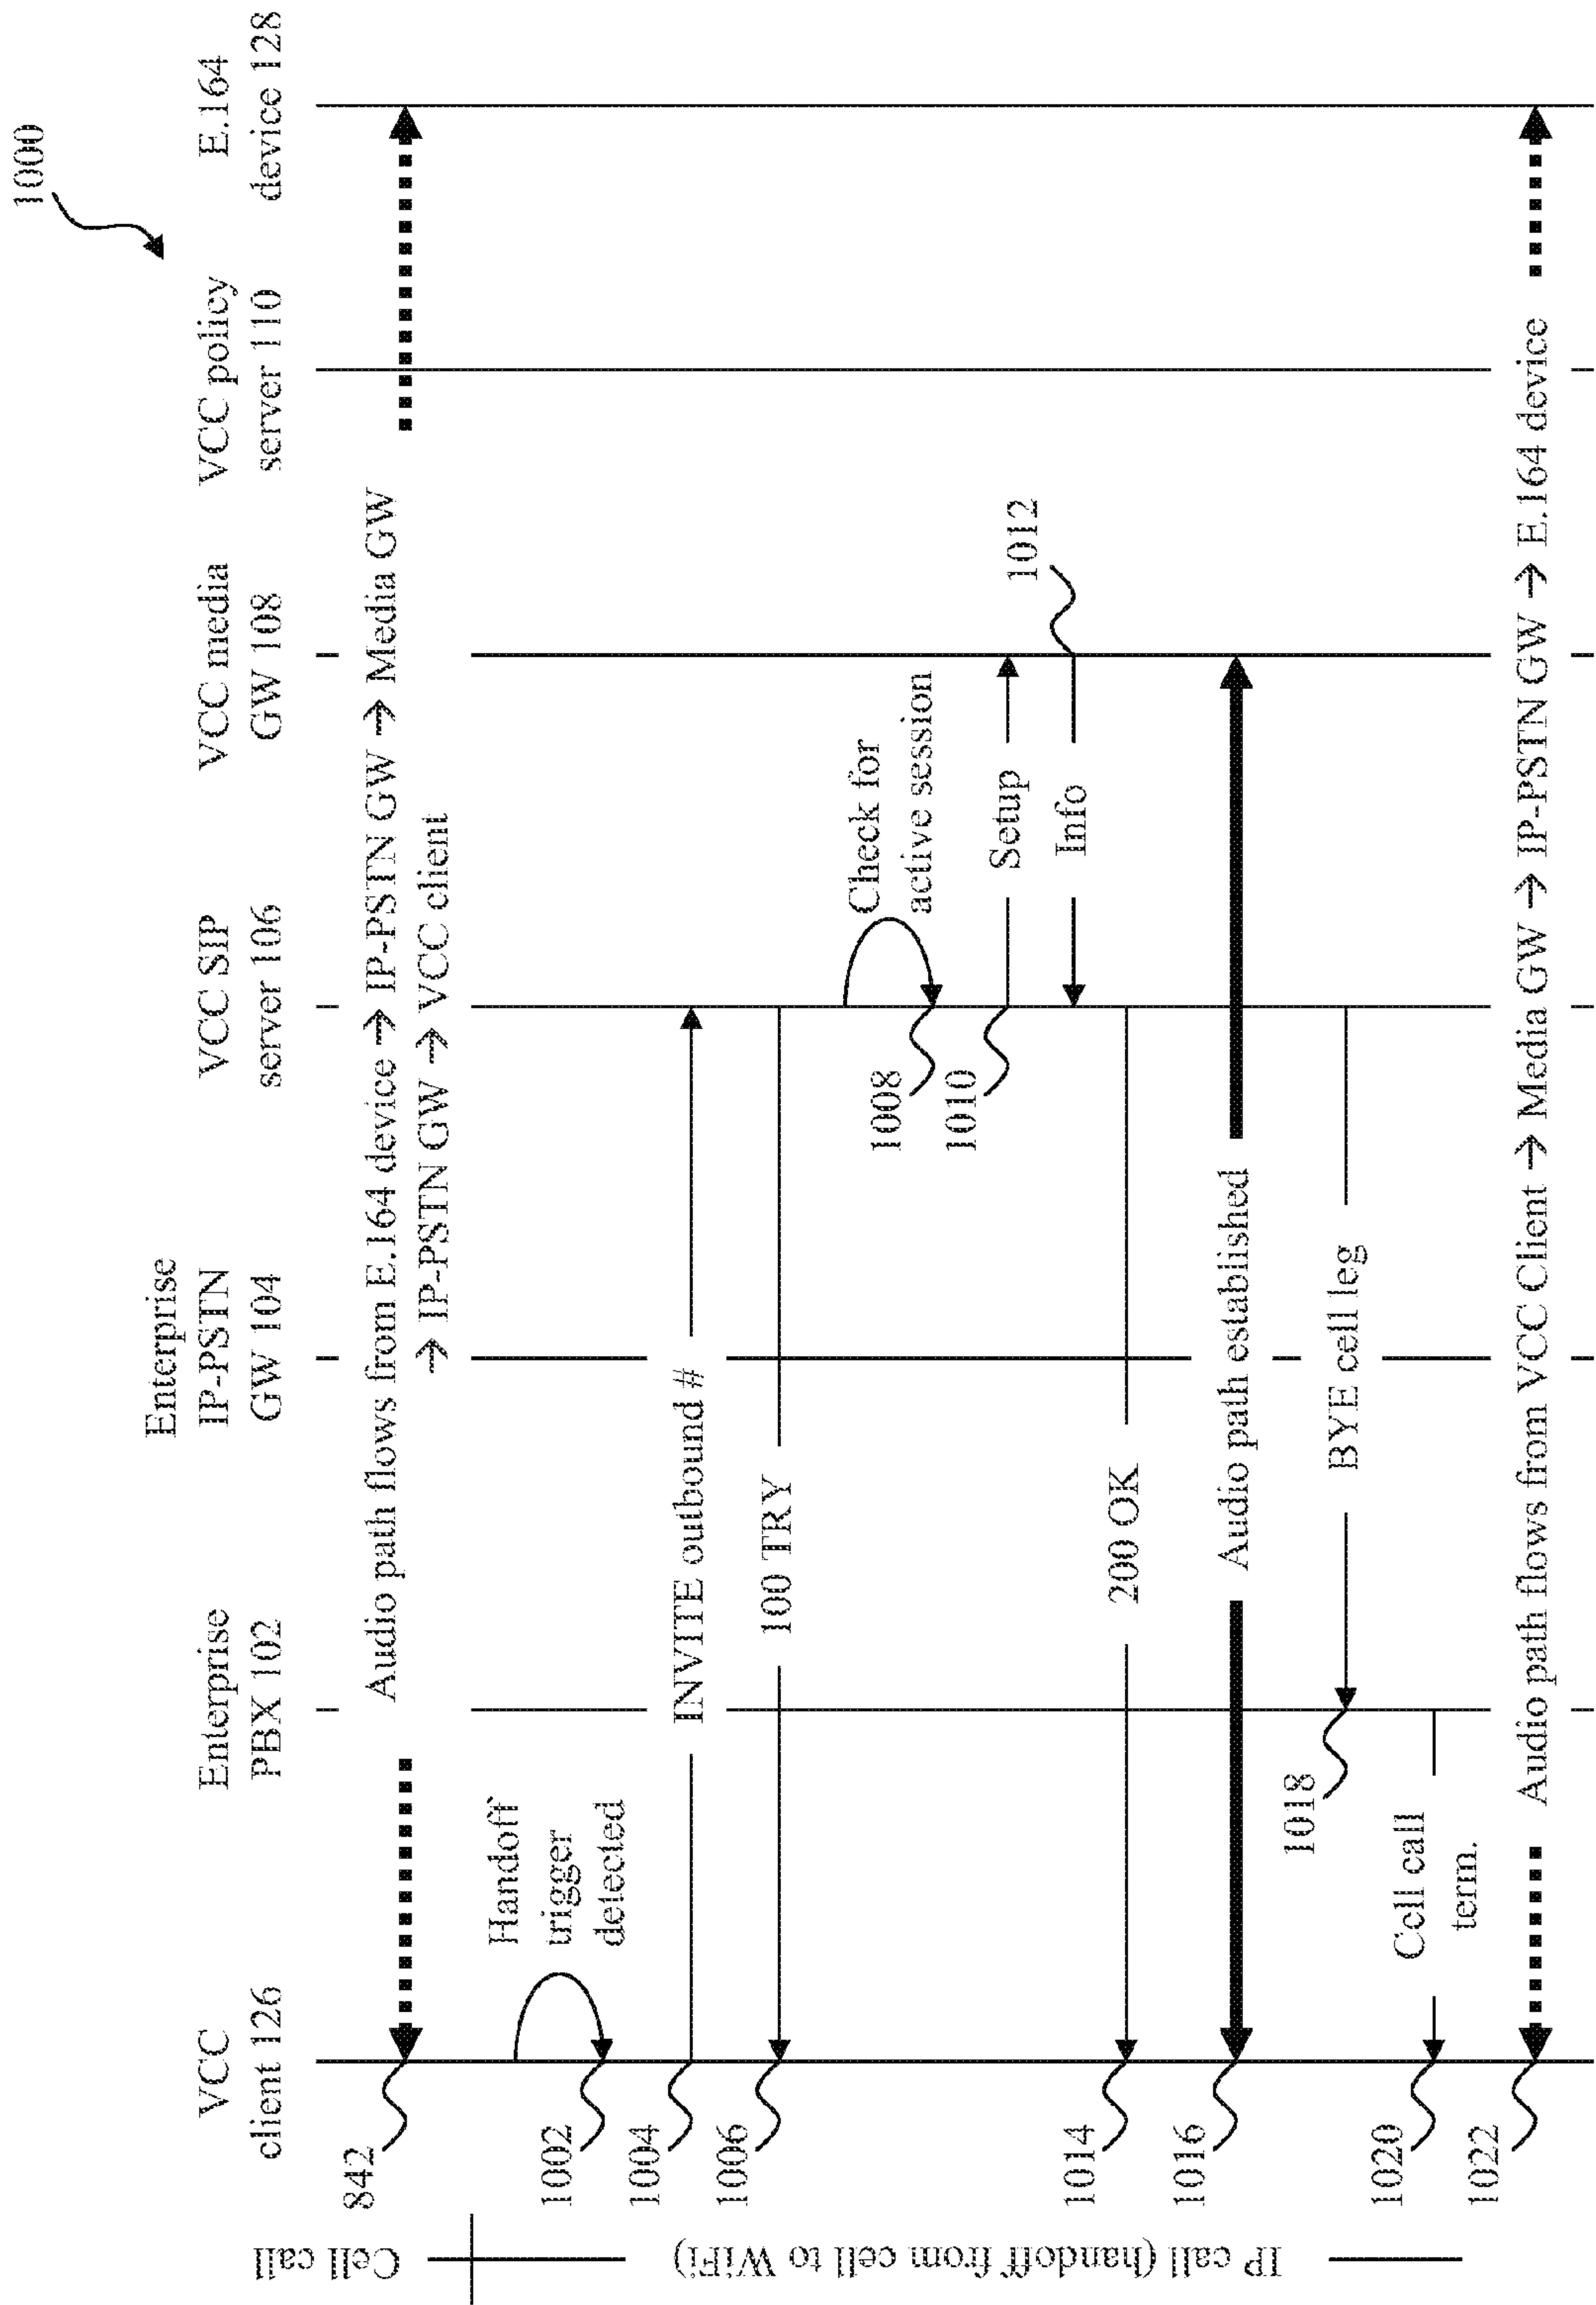 1000
VCC
client 126
Enterprise
PBX 102
Enterprise
IP-PSTN
GW 104
VCC SIP
server 106
VCC media
GW 108
VCC policy
server 110
E.164
device 128
842
Audio path flows from E.164 device → IP-PSTN GW → Media GW
→ IP-PSTN GW → VCC client
Handoff
trigger
detected
1002
1004
INVITE outbound #
1006
100 TRY
Check for
active session
1008
1010
Setup
Info
1012
1014
200 OK
1016
Audio path established
BYE cell leg
1018
Cell call
term.
1020
1022
Audio path flows from VCC Client → Media GW → IP-PSTN GW → E.164 device
Cell call
IP call (handoff from cell to WiFi)